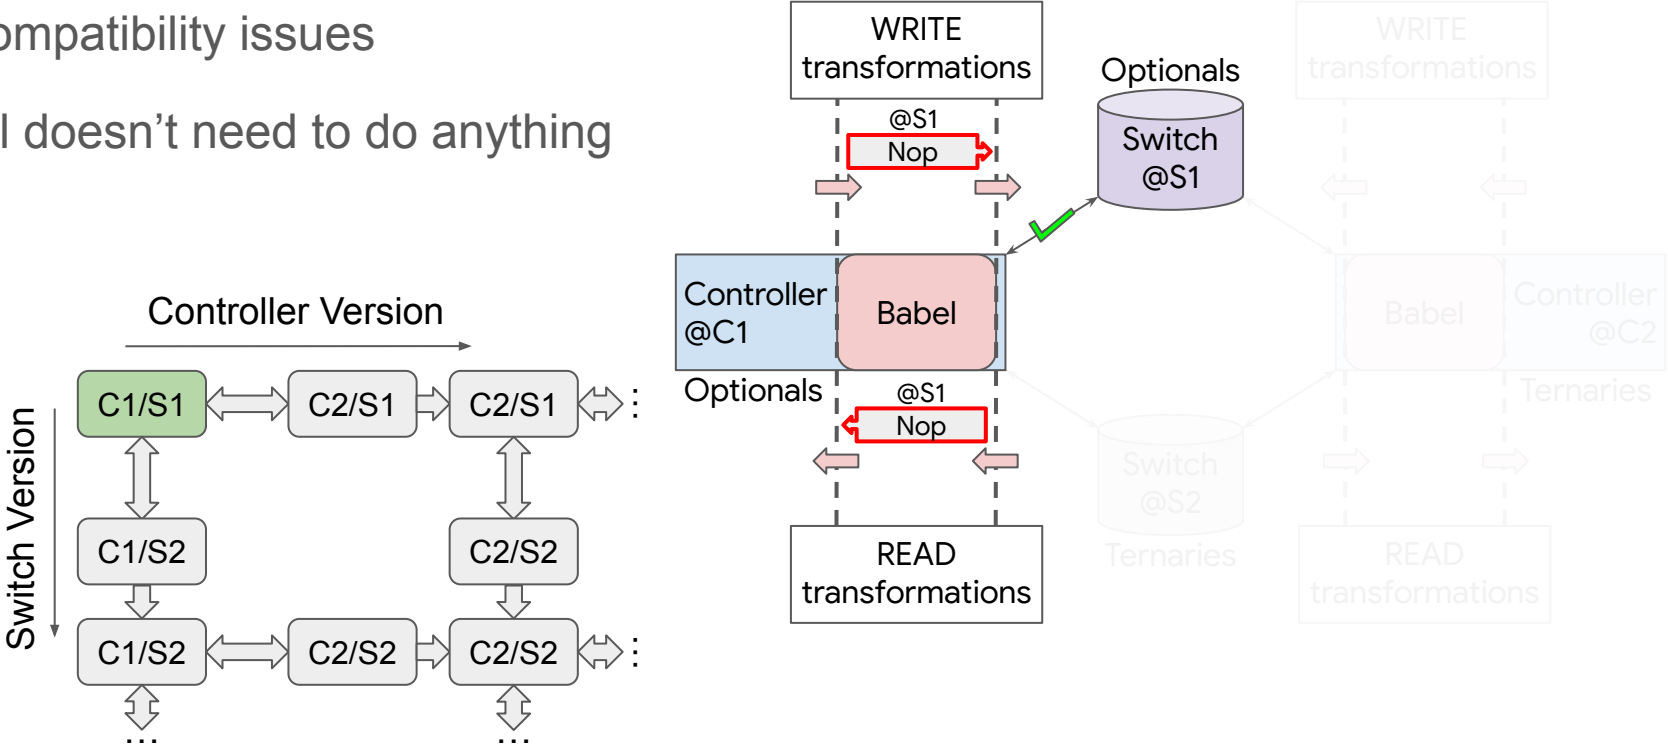 ompatibility issues
l doesn't need to do anything
Controller Version
Switch Version
C1/S1
C2/S1
C2/S1
⋮
C1/S2
C2/S2
C1/S2
C2/S2
C2/S2
⋮
...
...
WRITE
transformations
@S1
Nop
Optionals
Switch
@S1
Controller
@C1
Babel
Optionals
@S1
Nop
READ
transformations
WRITE
transformations
Babel
Controller
@C2
Ternaries
Switch
@S2
Ternaries
READ
transformations